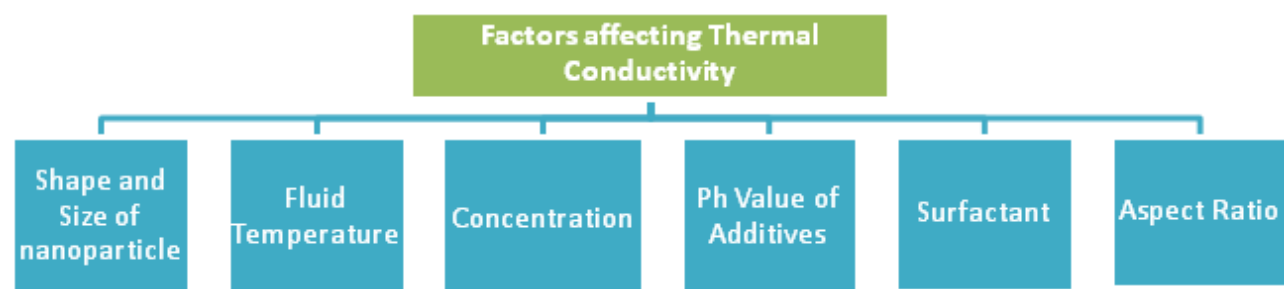 Factors affecting Thermal
Conductivity
Shape and
Size of
nanoparticle
Fluid
Temperature
Concentration
Ph Value of
Additives
Surfactant
Aspect Ratio